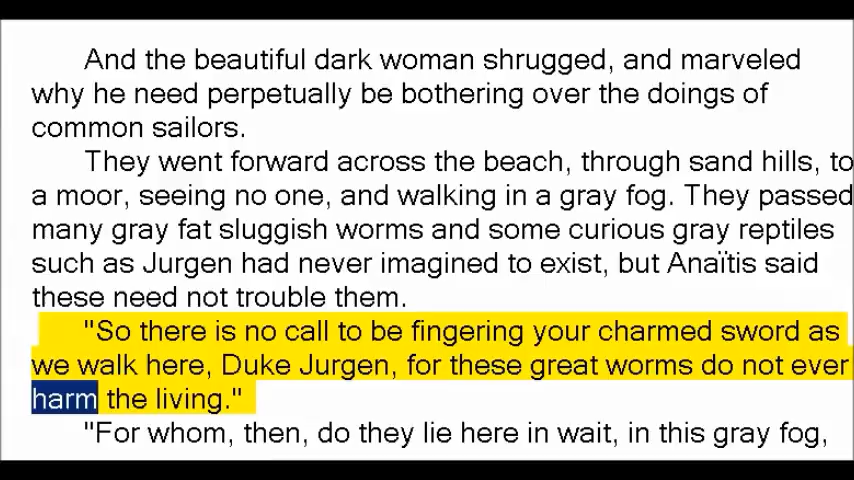 And the beautiful dark woman shrugged, and marveled
why he need perpetually be bothering over the doings of
common sailors.
They went forward across the beach, through sand hills, to
a moor, seeing no one, and walking in a gray fog. They passed
many gray fat sluggish worms and some curious gray reptiles
such as Jurgen had never imagined to exist, but Anaïtis said
these need not trouble them.
"So there is no call to be fingering your charmed sword as
we walk here, Duke Jurgen, for these great worms do not ever
harm the living."
"For whom, then, do they lie here in wait, in this gray fog,